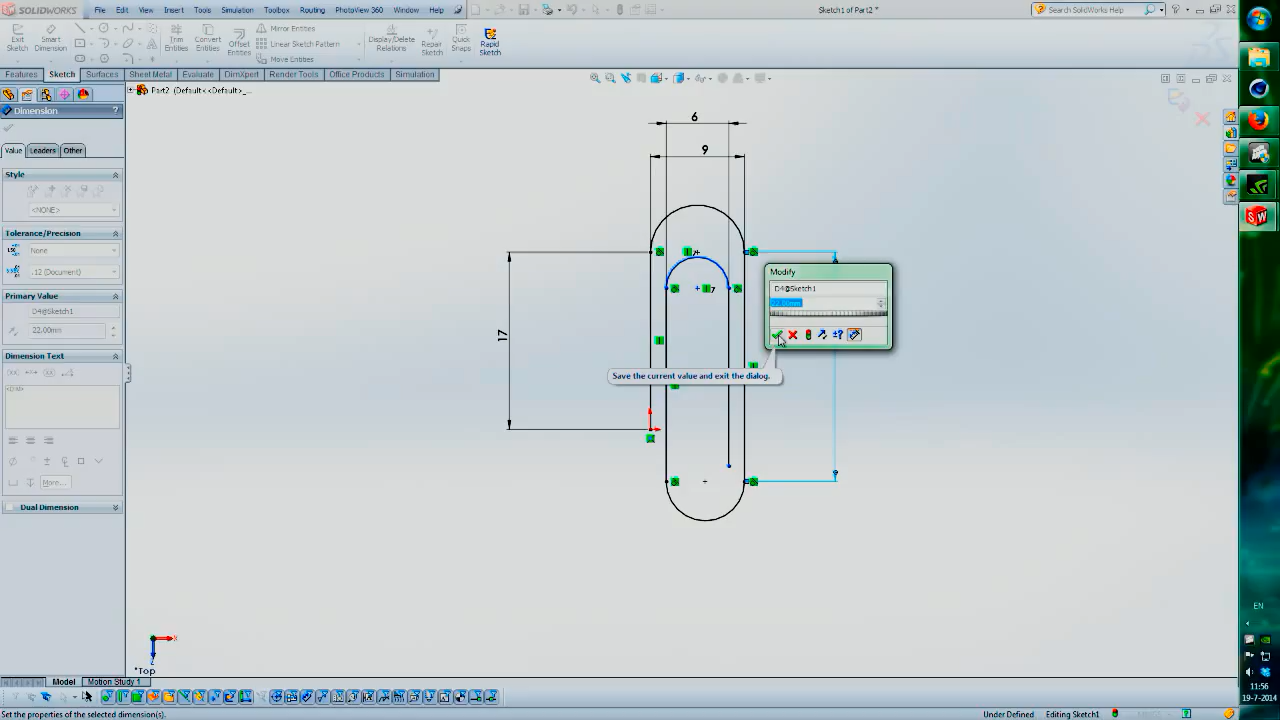 SOLIDWORKS
File Edit View Insert Tools Simulation Toolbox Routing PhotoView 360 Window Help
Sketch1 of Part2 *
Search SolidWorks Help
Exit Sketch
Smart Dimension
Trim Entities
Convert Entities
Offset Entities
Mirror Entities
Linear Sketch Pattern
Move Entities
Display/Delete Relations
Repair Sketch
Quick Snaps
Rapid Sketch
Features Sketch Surfaces Sheet Metal Evaluate DimXpert Render Tools Office Products Simulation
Part2 (Default<<Default>_...
Dimension ?
Value Leaders Other
Style
<NONE>
Tolerance/Precision
None
.12 (Document)
Primary Value
D4@Sketch1
22.00mm
Dimension Text
<DIM>
More...
Dual Dimension
6
9
17
Modify
D4@Sketch1
Save the current value and exit the dialog.
X
Z
*Top
Model Motion Study 1
Set the properties of the selected dimension(s).
Under Defined Editing Sketch1
EN
11:56
19-7-2014